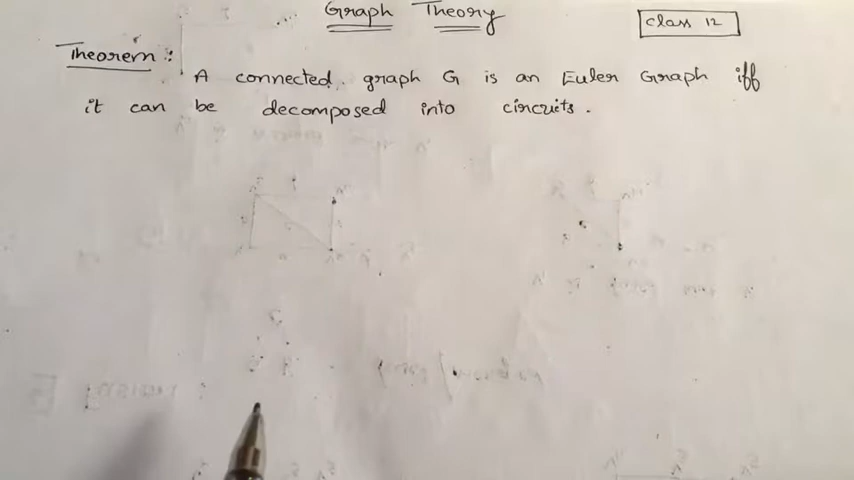 Graph Theory
class 12
Theorem :
A connected graph G is an Euler Graph iff
it can be decomposed into circuits.